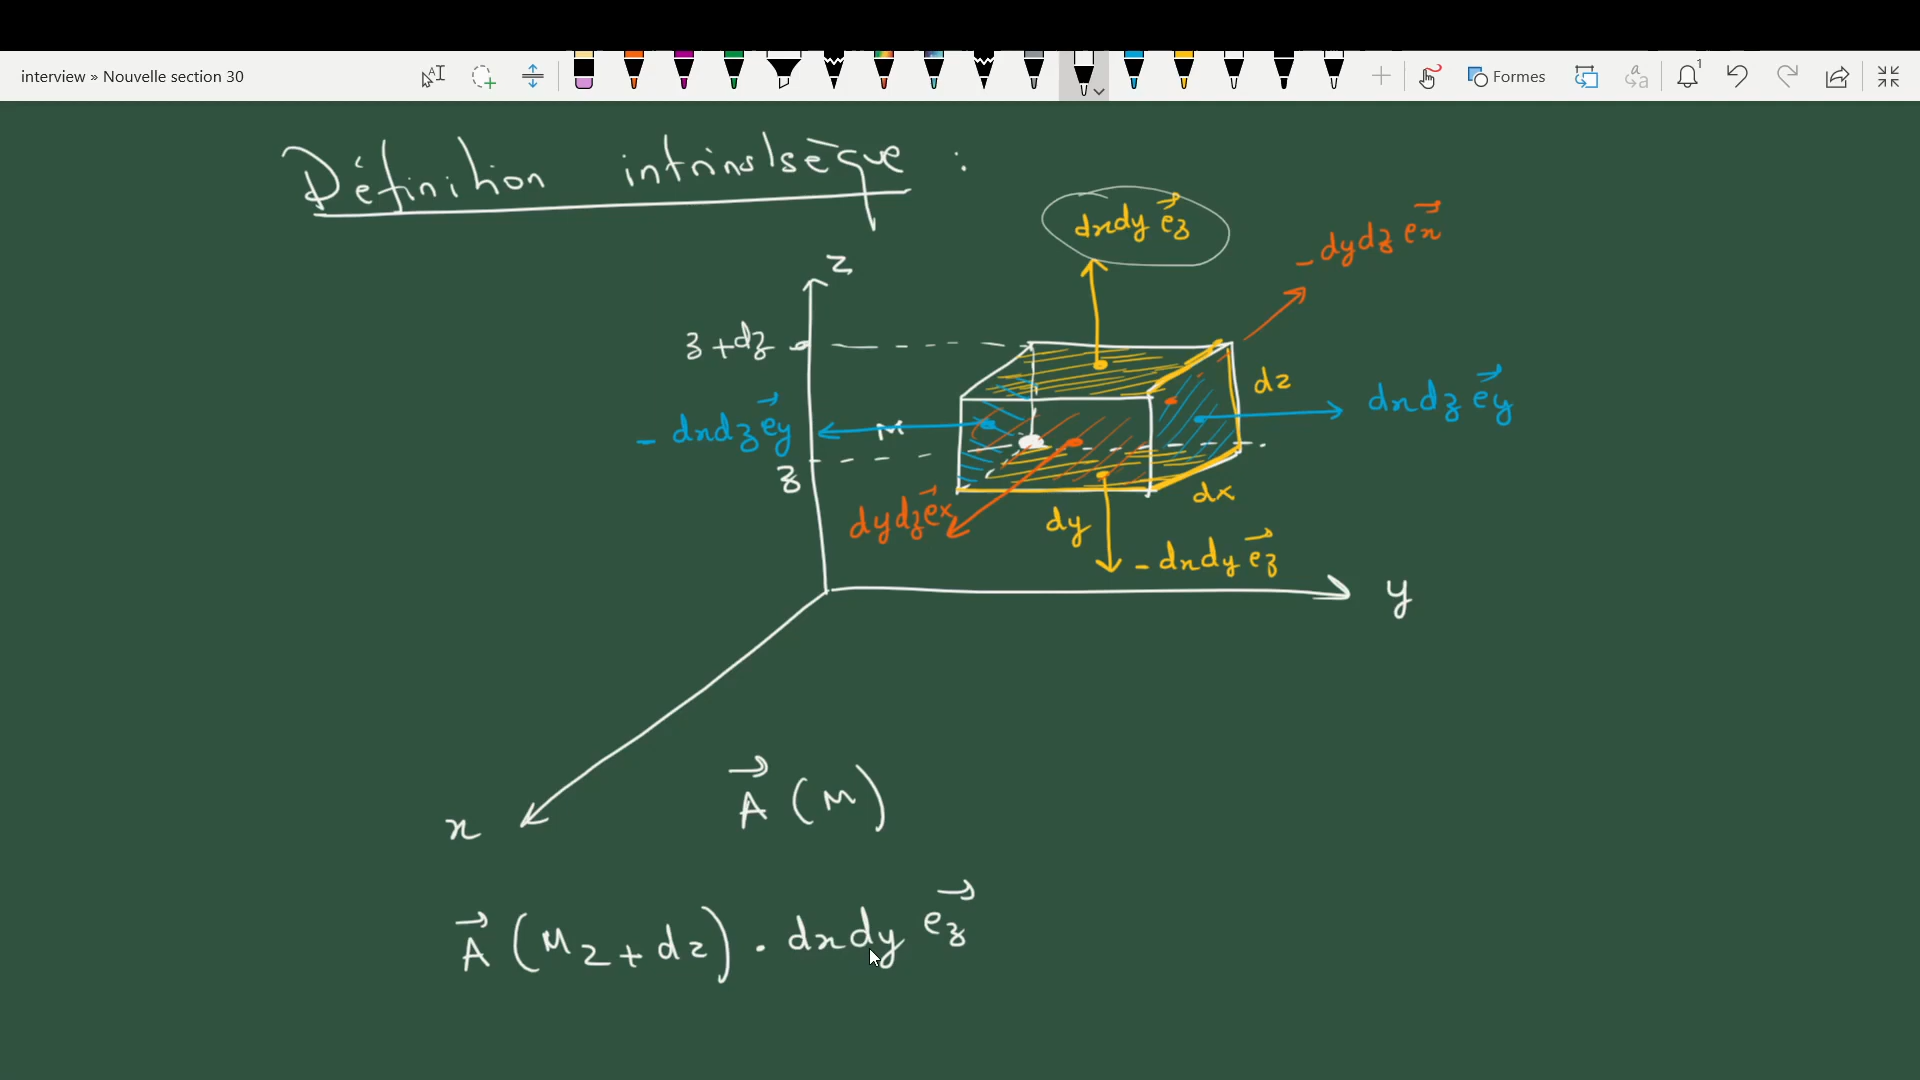 interview » Nouvelle section 30
Formes
1
Définition intrinsèque :
dxdy e⃗z
- dydz e⃗x
z
z + dz
dz
dxdz e⃗y
- dxdz e⃗y
M
z
dydz e⃗x
dy
dx
- dxdy e⃗z
y
x
A⃗ (M)
A⃗ (M z + dz) . dxdy e⃗z